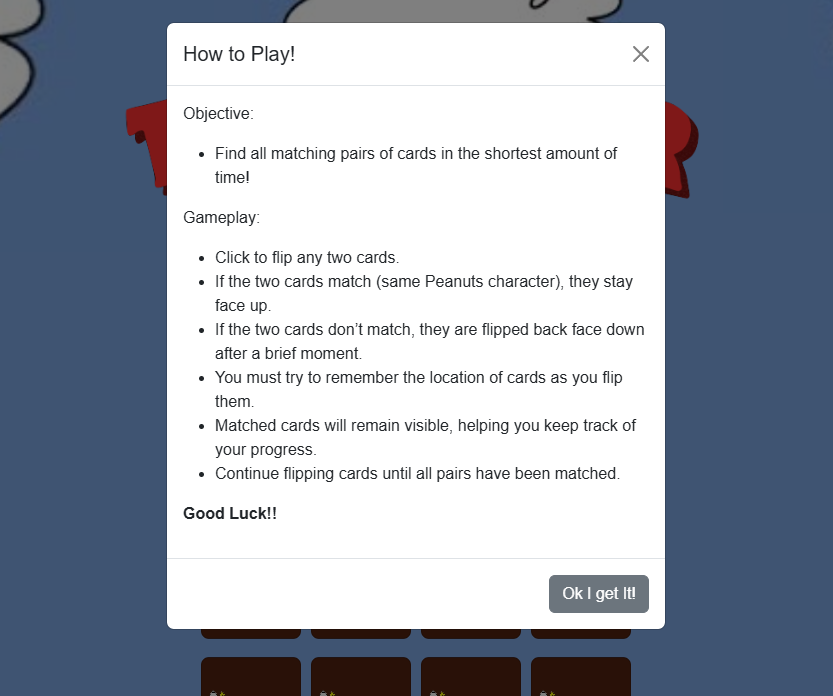 How to Play!
Objective:
Find all matching pairs of cards in the shortest amount of
time!
Gameplay:
Click to flip any two cards.
If the two cards match (same Peanuts character), they stay
face up.
If the two cards don’t match, they are flipped back face down
after a brief moment.
You must try to remember the location of cards as you flip
them.
Matched cards will remain visible, helping you keep track of
your progress.
Continue flipping cards until all pairs have been matched.
Good Luck!!
Ok I get It!